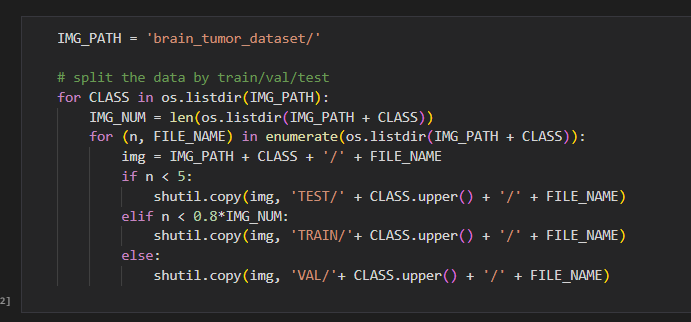 IMG_PATH = 'brain_tumor_dataset/'
# split the data by train/val/test
for CLASS in os.listdir(IMG_PATH):
    IMG_NUM = len(os.listdir(IMG_PATH + CLASS))
    for (n, FILE_NAME) in enumerate(os.listdir(IMG_PATH + CLASS)):
        img = IMG_PATH + CLASS + '/' + FILE_NAME
        if n < 5:
            shutil.copy(img, 'TEST/' + CLASS.upper() + '/' + FILE_NAME)
        elif n < 0.8*IMG_NUM:
            shutil.copy(img, 'TRAIN/'+ CLASS.upper() + '/' + FILE_NAME)
        else:
            shutil.copy(img, 'VAL/'+ CLASS.upper() + '/' + FILE_NAME)
2]